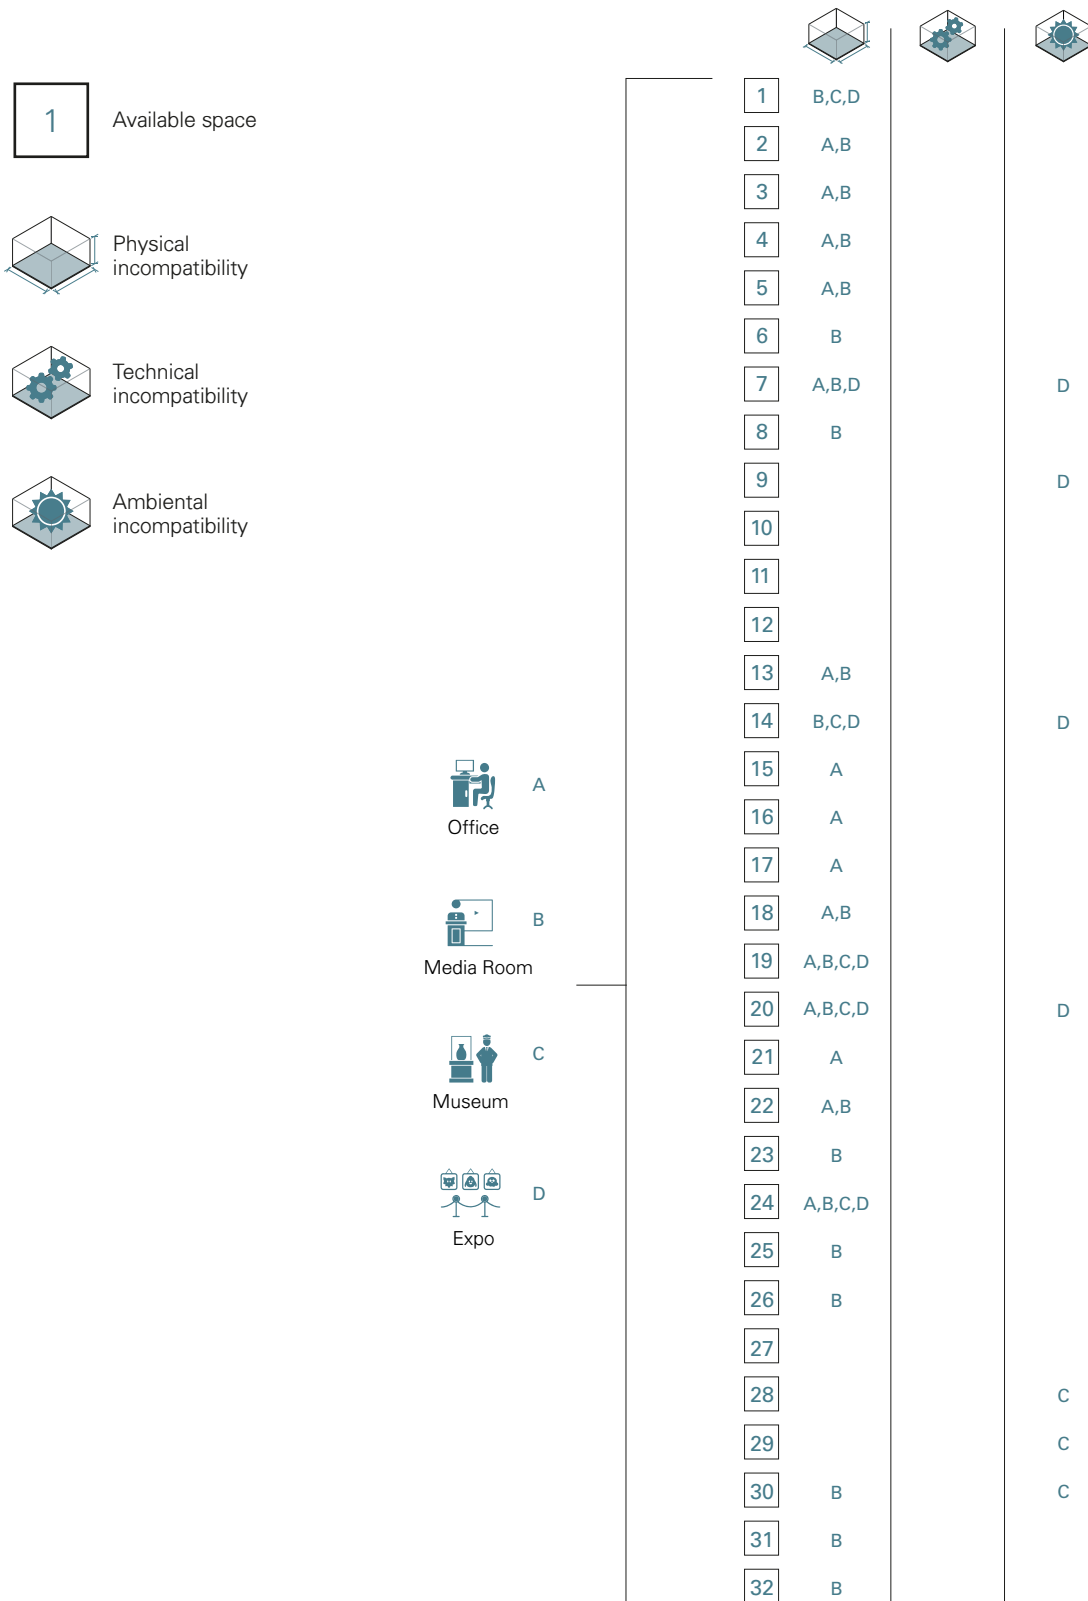 1
Available space
Physical
incompatibility
Technical
incompatibility
Ambiental
incompatibility
A
Office
B
Media Room
C
Museum
D
Expo
1 B,C,D
2 A,B
3 A,B
4 A,B
5 A,B
6 B
7 A,B,D D
8 B
9 D
10
11
12
13 A,B
14 B,C,D D
15 A
16 A
17 A
18 A,B
19 A,B,C,D
20 A,B,C,D D
21 A
22 A,B
23 B
24 A,B,C,D
25 B
26 B
27
28 C
29 C
30 B C
31 B
32 B